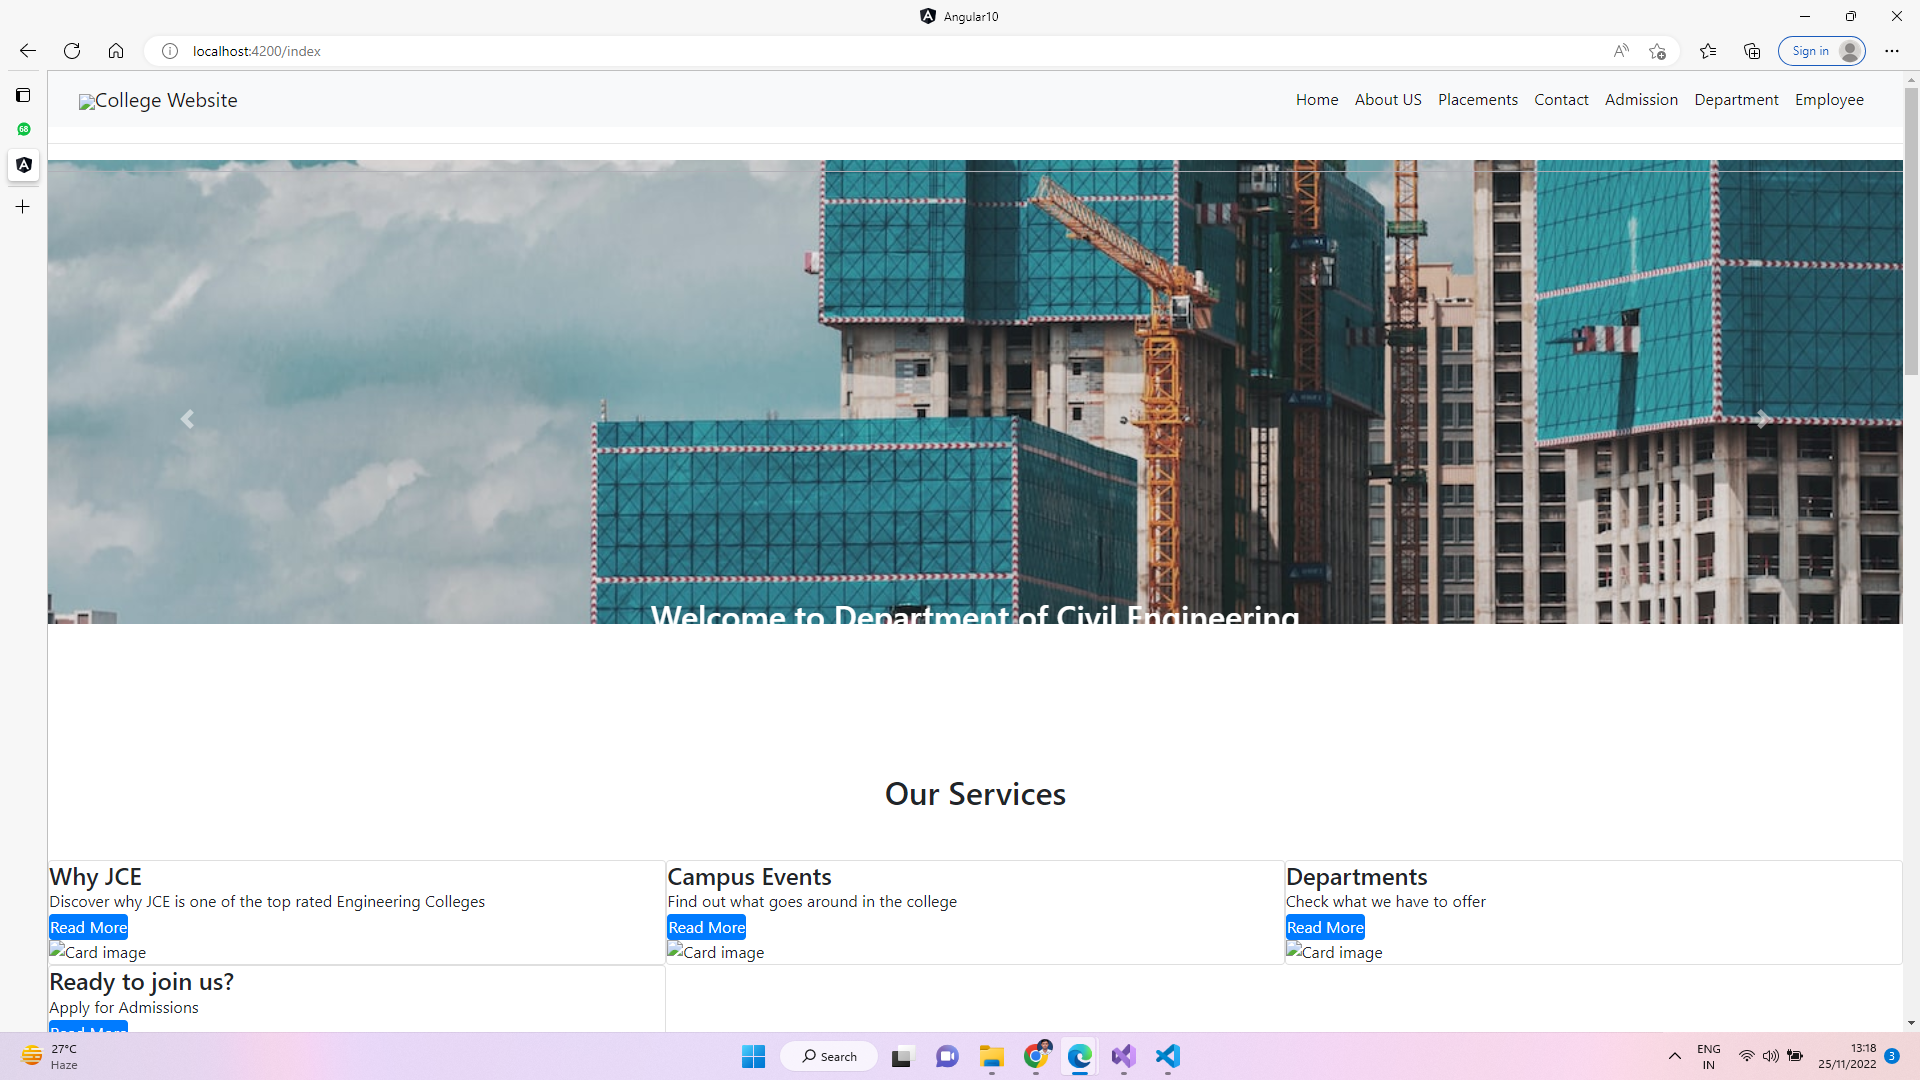 Angular10
localhost:4200/index
Sign in
68
College Website
Home About US Placements Contact Admission Department Employee
Welcome to Department of Civil Engineering
Our Services
Why JCE
Discover why JCE is one of the top rated Engineering Colleges
Read More
Card image
Campus Events
Find out what goes around in the college
Read More
Card image
Departments
Check what we have to offer
Read More
Card image
Ready to join us?
Apply for Admissions
Read More
27°C
Haze
Search
ENG
IN
13:18
25/11/2022
3